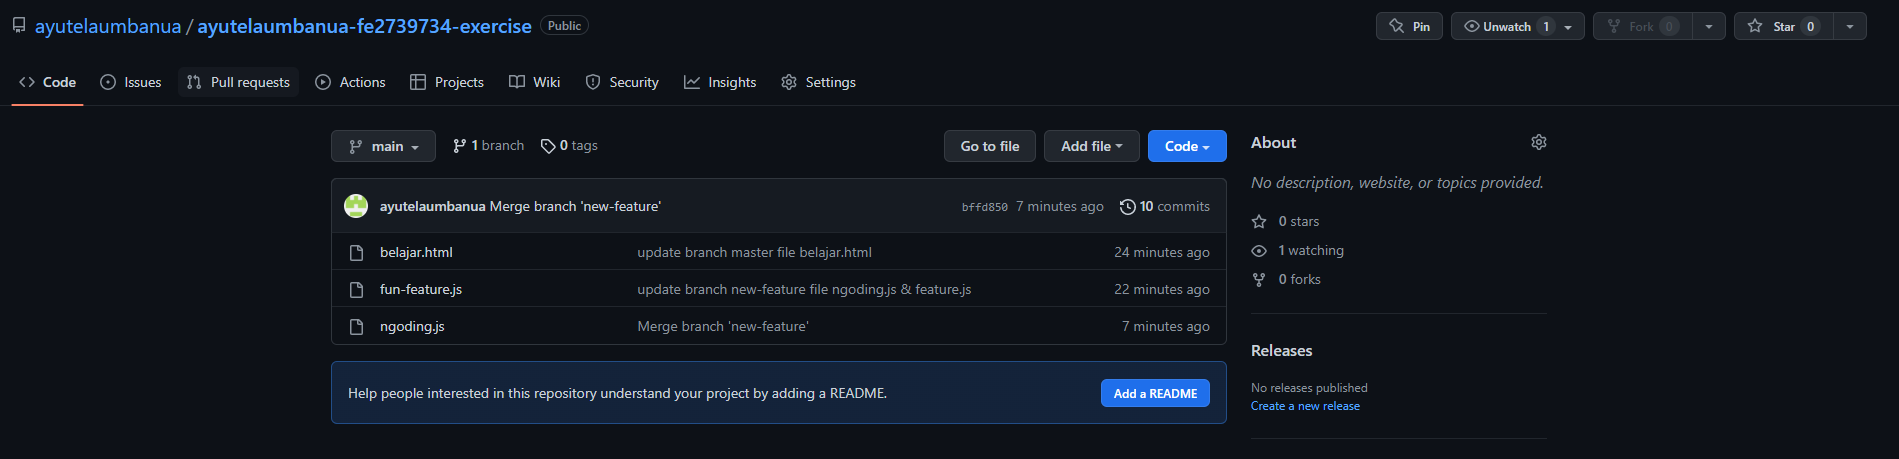 ayutelaumbanua / ayutelaumbanua-fe2739734-exercise Public Pin Unwatch 1 Fork 0 Star 0
Code Issues Pull requests Actions Projects Wiki Security Insights Settings
main 1 branch 0 tags Go to file Add file Code
ayutelaumbanua Merge branch 'new-feature' bffd850 7 minutes ago 10 commits
belajar.html update branch master file belajar.html 24 minutes ago
fun-feature.js update branch new-feature file ngoding.js & feature.js 22 minutes ago
ngoding.js Merge branch 'new-feature' 7 minutes ago
Help people interested in this repository understand your project by adding a README. Add a README
About
No description, website, or topics provided.
0 stars
1 watching
0 forks
Releases
No releases published
Create a new release